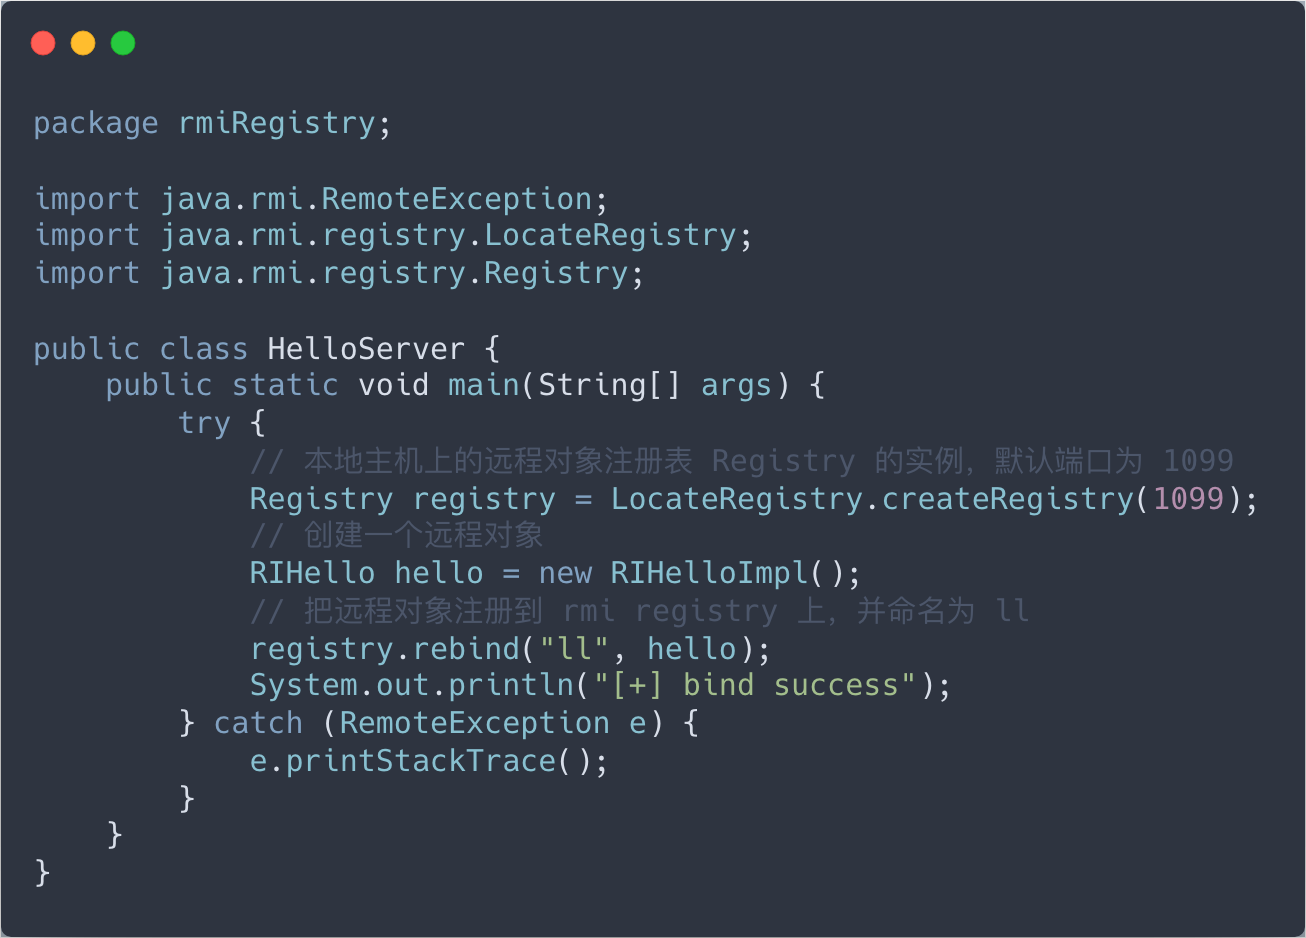 package rmiRegistry;
import java.rmi.RemoteException;
import java.rmi.registry.LocateRegistry;
import java.rmi.registry.Registry;
public class HelloServer {
    public static void main(String[] args) {
        try {
            // 本地主机上的远程对象注册表 Registry 的实例，默认端口为 1099
            Registry registry = LocateRegistry.createRegistry(1099);
            // 创建一个远程对象
            RIHello hello = new RIHelloImpl();
            // 把远程对象注册到 rmi registry 上，并命名为 ll
            registry.rebind("ll", hello);
            System.out.println("[+] bind success");
        } catch (RemoteException e) {
            e.printStackTrace();
        }
    }
}